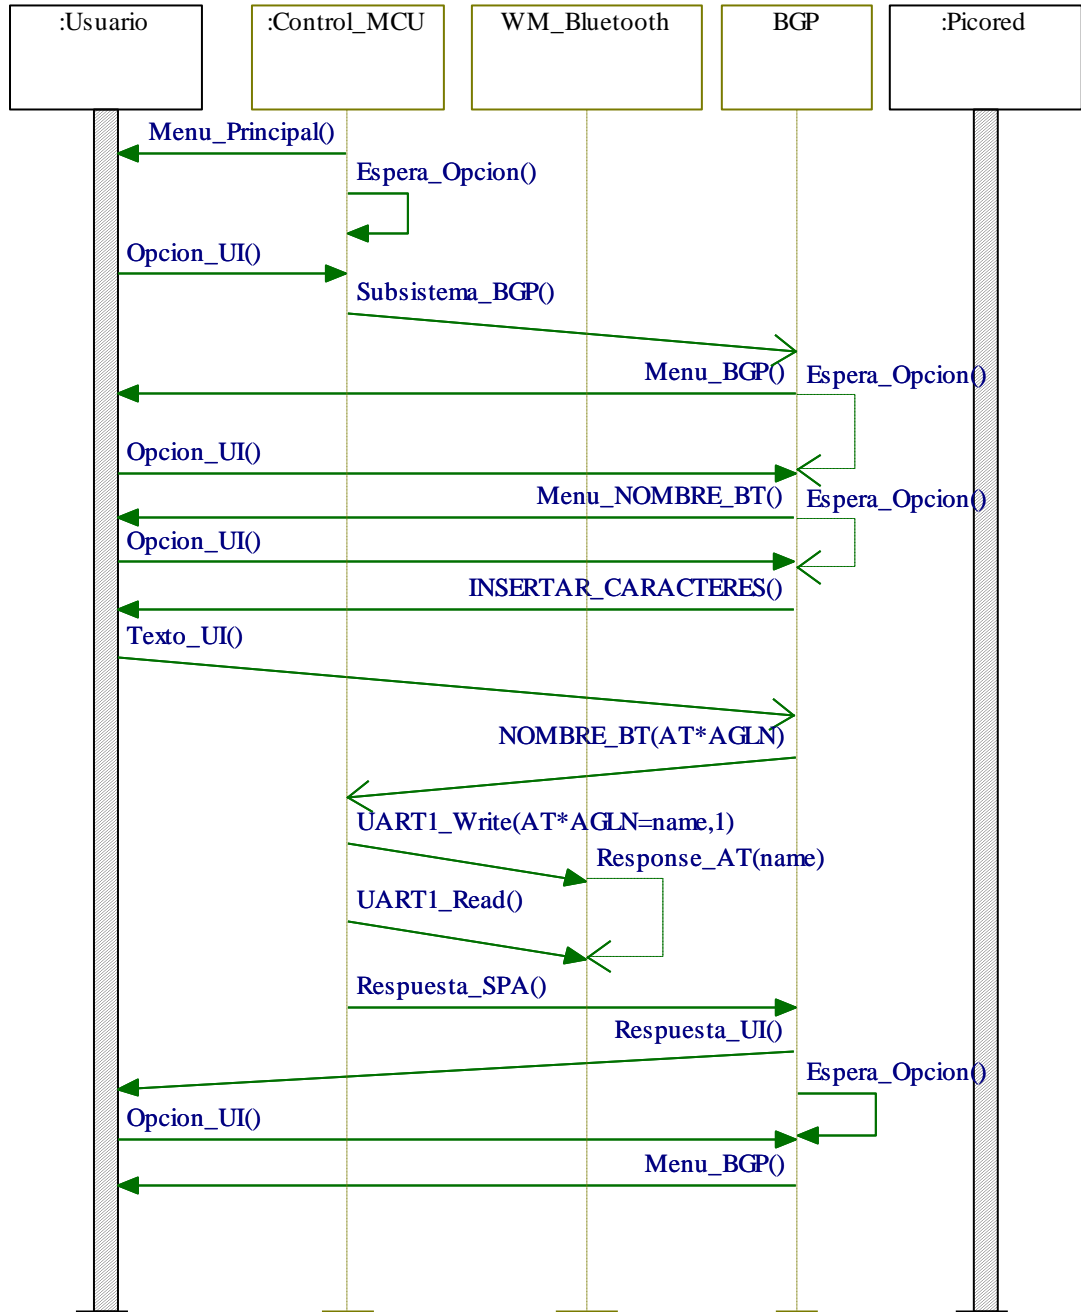 :Usuario
:Control_MCU
WM_Bluetooth
BGP
:Picored
Menu_Principal()
Espera_Opcion()
Opcion_UI()
Subsistema_BGP()
Menu_BGP()
Espera_Opcion()
Opcion_UI()
Menu_NOMBRE_BT()
Espera_Opcion()
Opcion_UI()
INSERTAR_CARACTERES()
Texto_UI()
NOMBRE_BT(AT*AGLN)
UART1_Write(AT*AGLN=name,1)
Response_AT(name)
UART1_Read()
Respuesta_SPA()
Respuesta_UI()
Espera_Opcion()
Opcion_UI()
Menu_BGP()